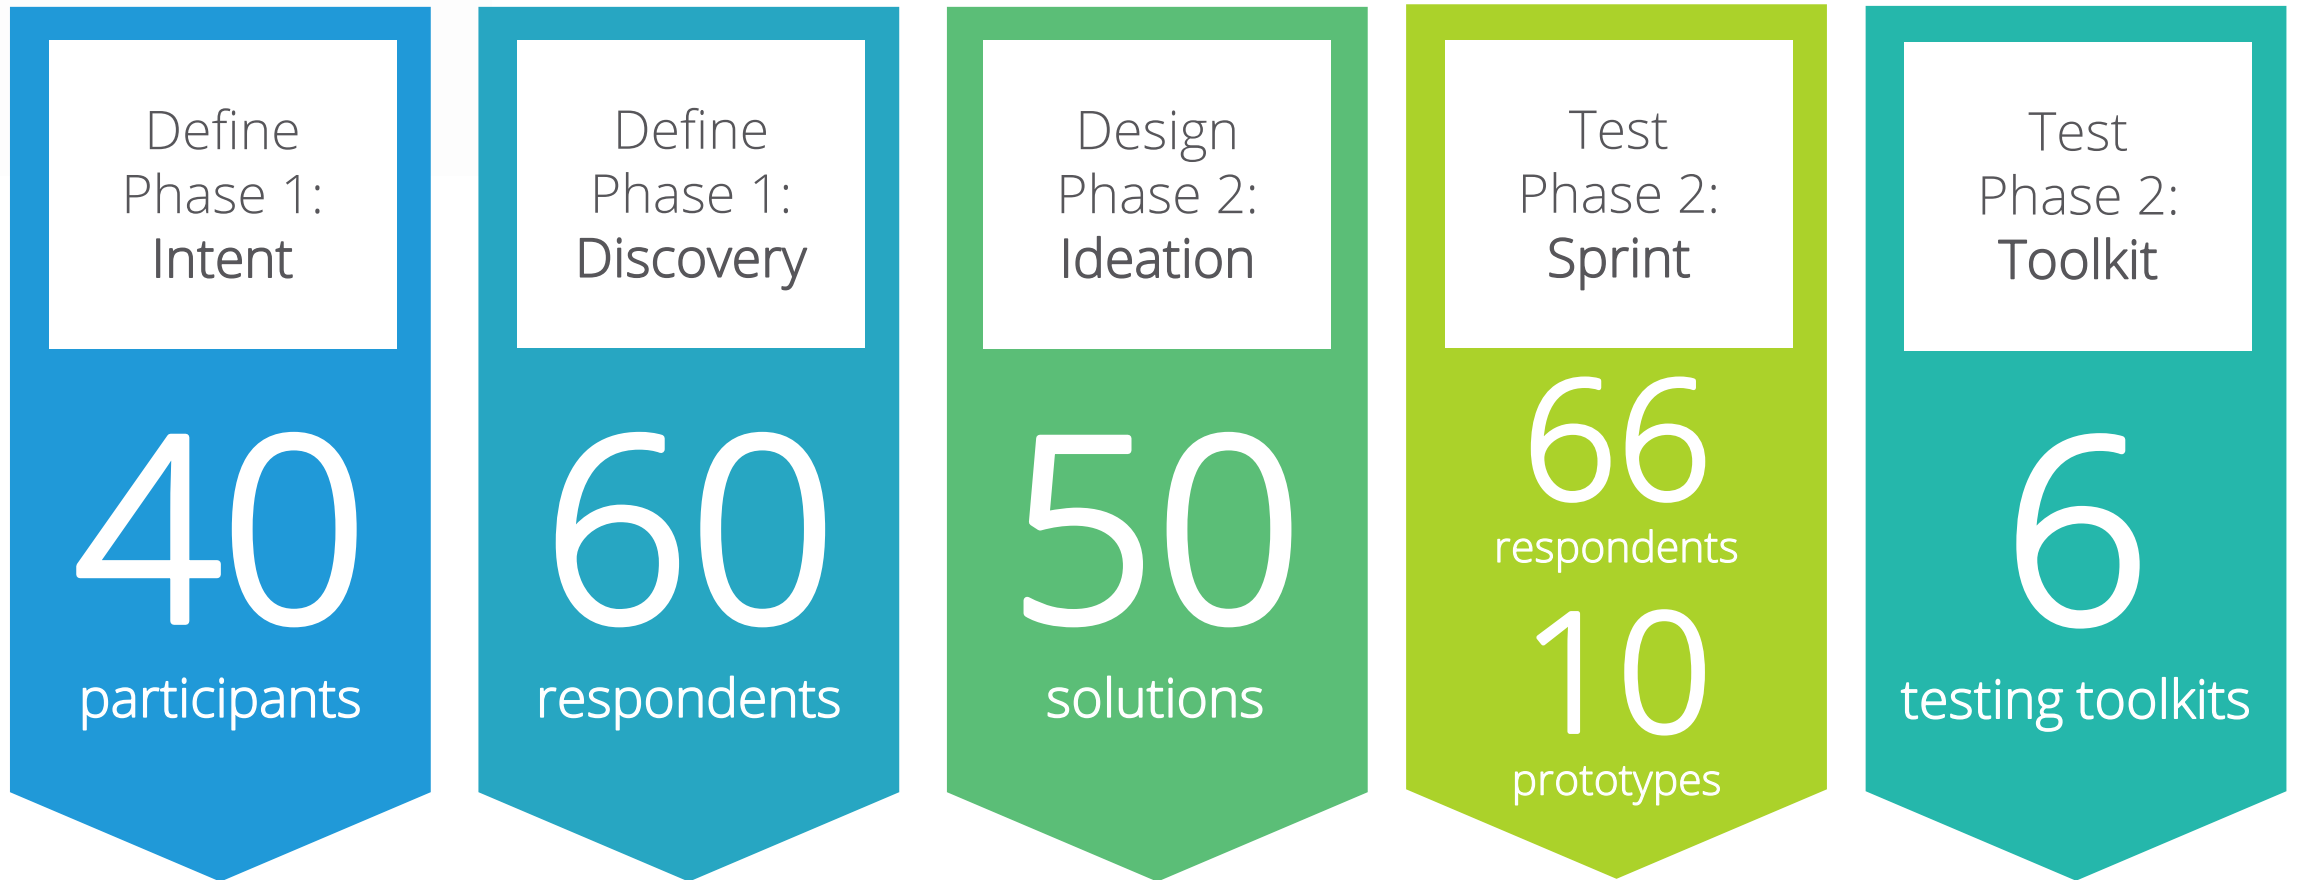 Define
Phase 1:
Intent
40
participants
Define
Phase 1:
Discovery
60
respondents
Design
Phase 2:
Ideation
50
solutions
Test
Phase 2:
Sprint
66
respondents
10
prototypes
Test
Phase 2:
Toolkit
6
testing toolkits